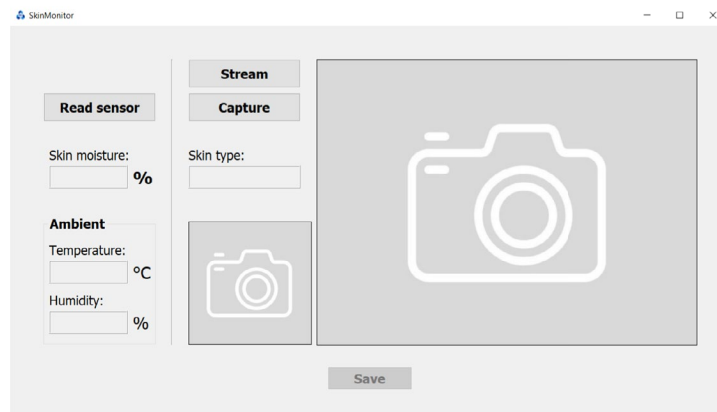 SkinMonitor
Stream
Read sensor
Capture
Skin moisture:
%
Skin type:
Ambient
Temperature:
°C
Humidity:
%
Save